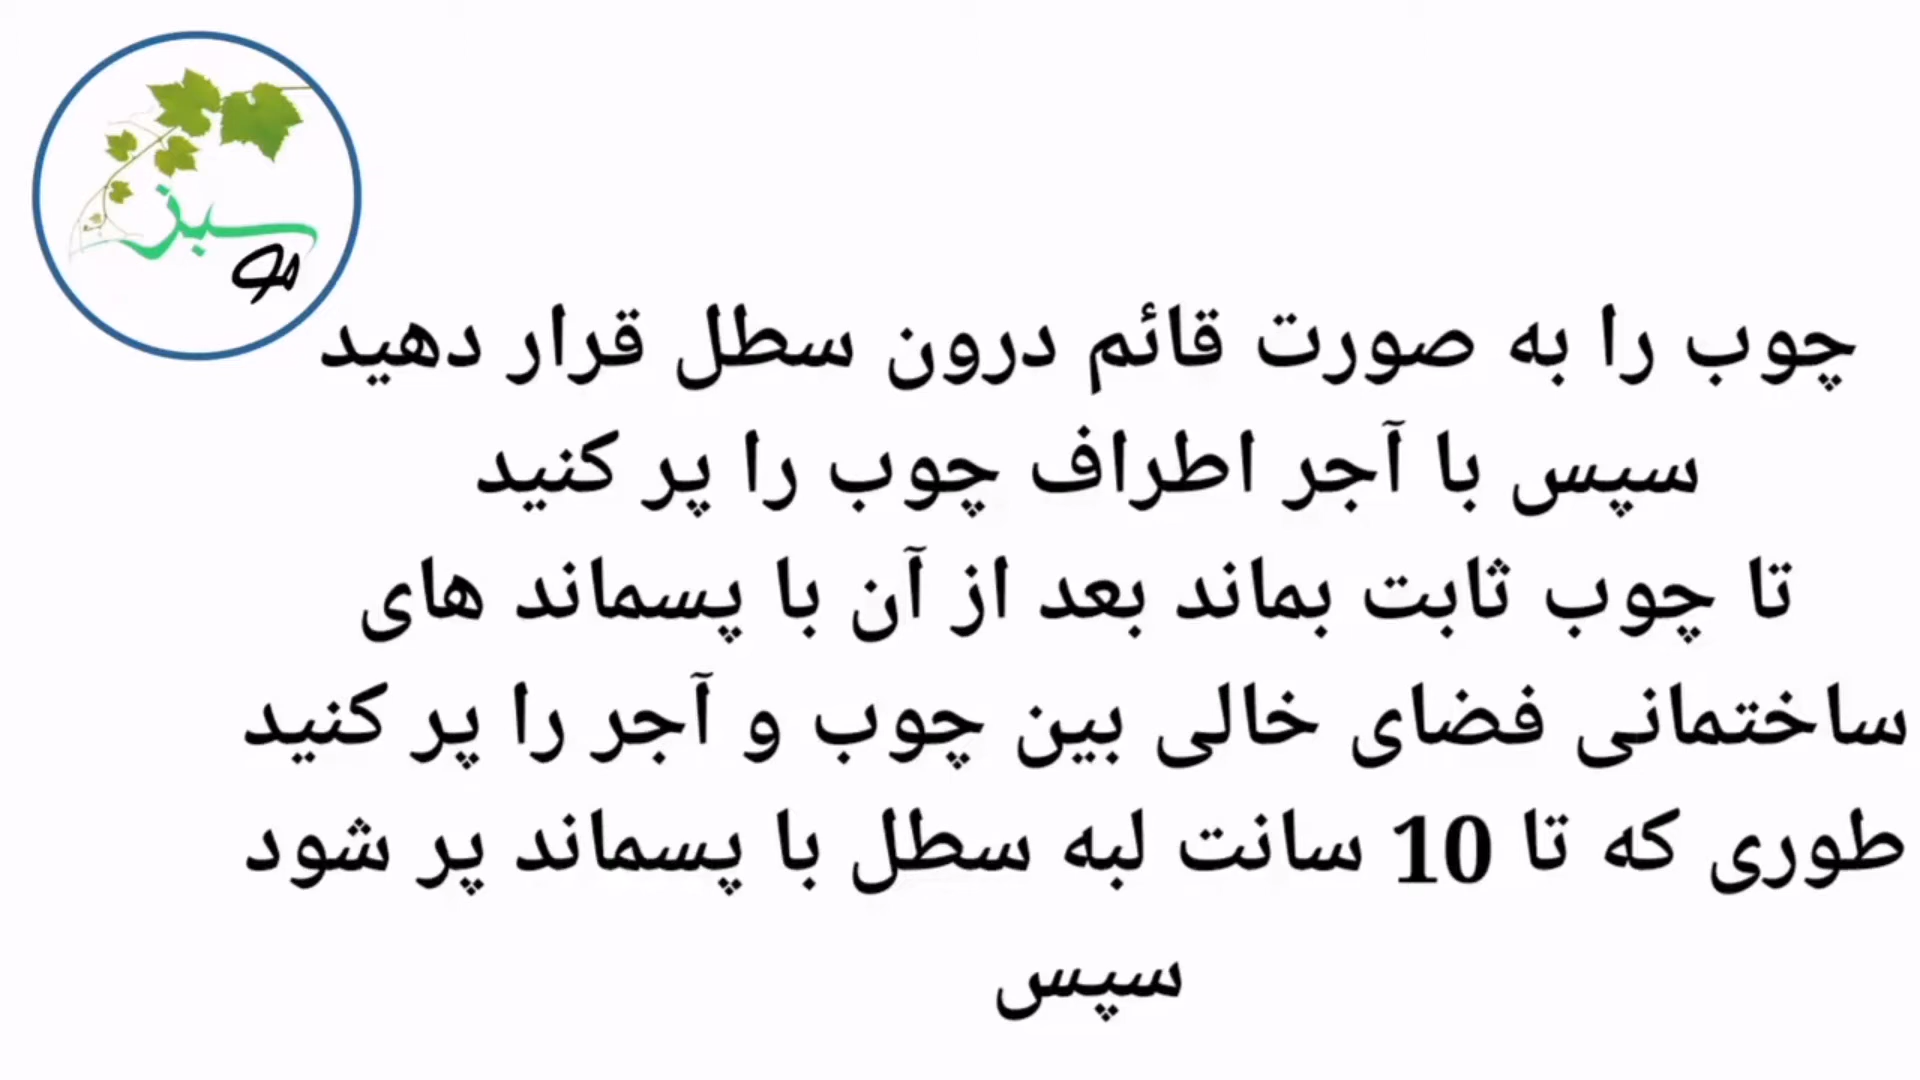 سبز
مو
چوب را به صورت قائم درون سطل قرار دهید
سپس با آجر اطراف چوب را پر کنید
تا چوب ثابت بماند بعد از آن با پسماند های
ساختمانی فضای خالی بین چوب و آجر را پر کنید
طوری که تا 10 سانت لبه سطل با پسماند پر شود
سپس